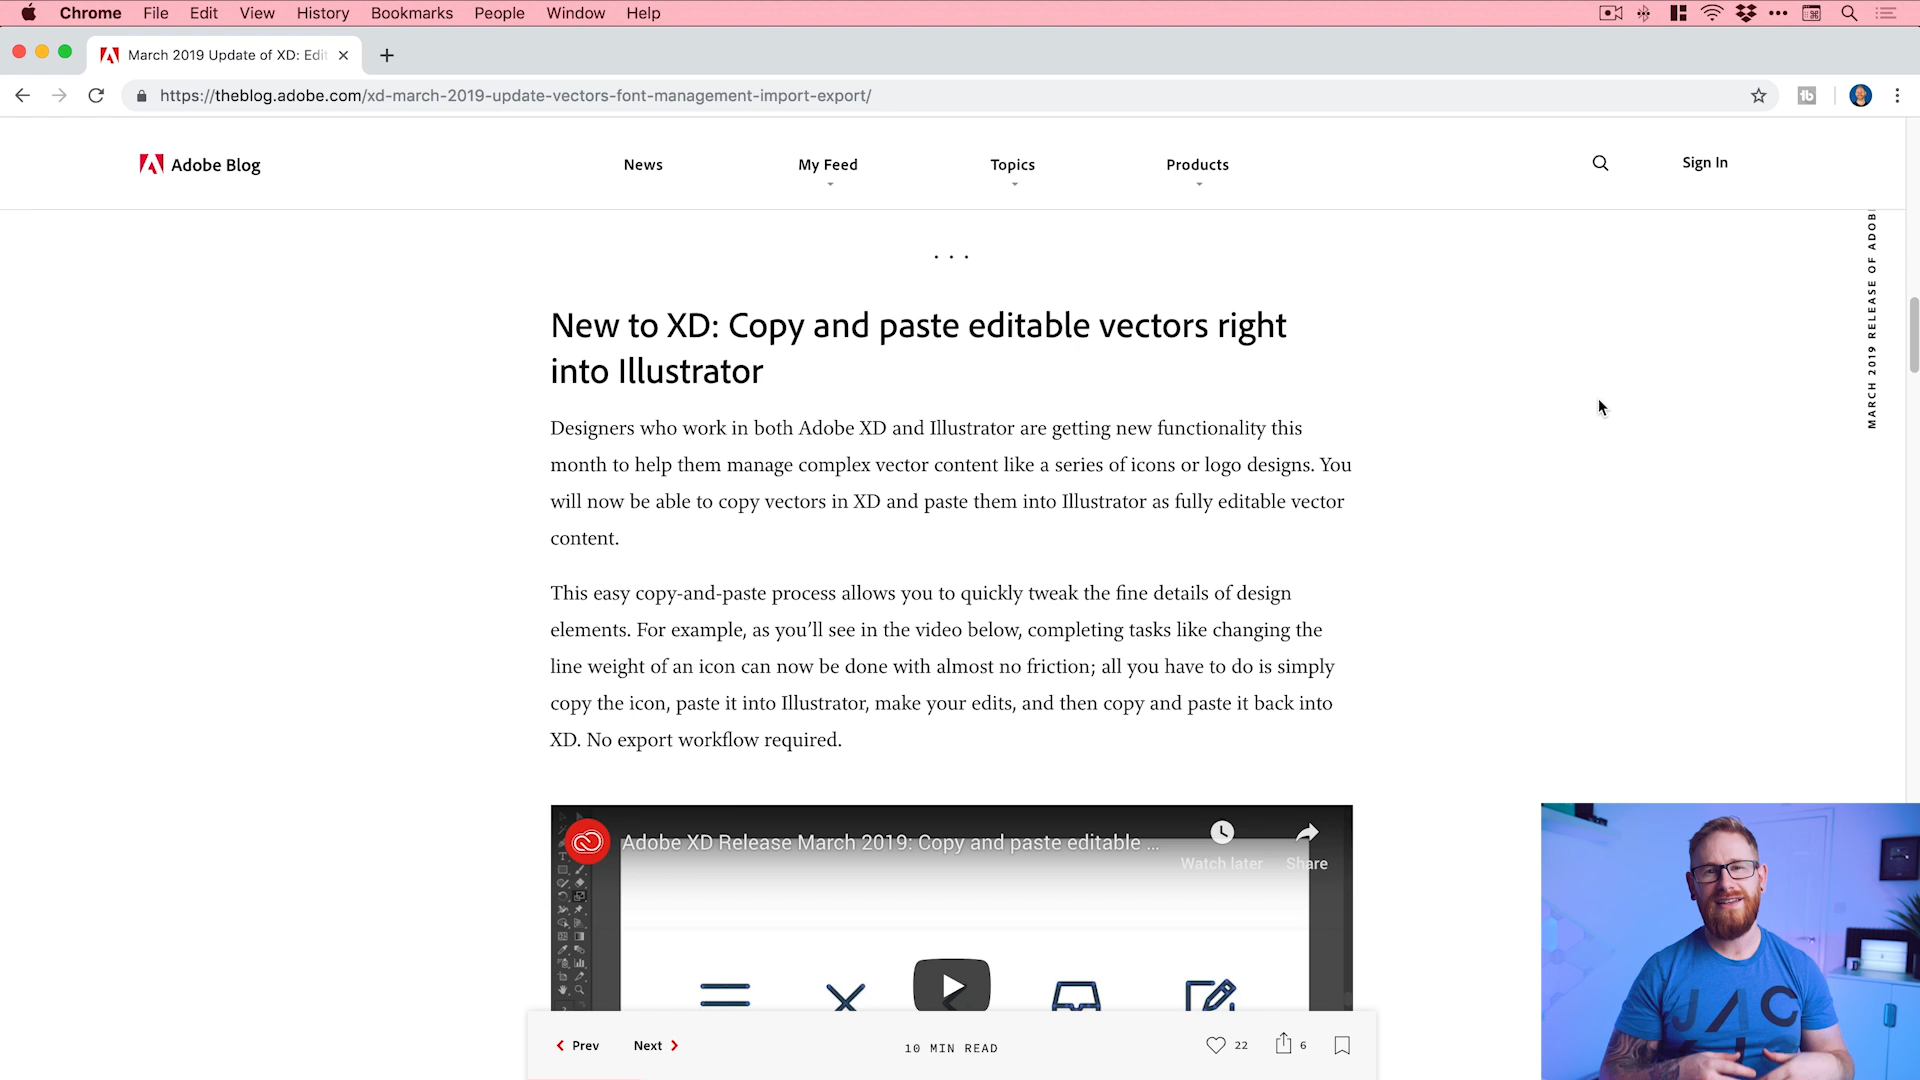 Chrome File Edit View History Bookmarks People Window Help
March 2019 Update of XD: Edit
https://theblog.adobe.com/xd-march-2019-update-vectors-font-management-import-export/
Adobe Blog
News
My Feed
Topics
Products
Sign In
MARCH 2019 RELEASE OF ADOB
. . .
New to XD: Copy and paste editable vectors right
into Illustrator
Designers who work in both Adobe XD and Illustrator are getting new functionality this
month to help them manage complex vector content like a series of icons or logo designs. You
will now be able to copy vectors in XD and paste them into Illustrator as fully editable vector
content.
This easy copy-and-paste process allows you to quickly tweak the fine details of design
elements. For example, as you’ll see in the video below, completing tasks like changing the
line weight of an icon can now be done with almost no friction; all you have to do is simply
copy the icon, paste it into Illustrator, make your edits, and then copy and paste it back into
XD. No export workflow required.
Adobe XD Release March 2019: Copy and paste editable ...
Watch later
Share
Prev
Next
10 MIN READ
22
6
JAC